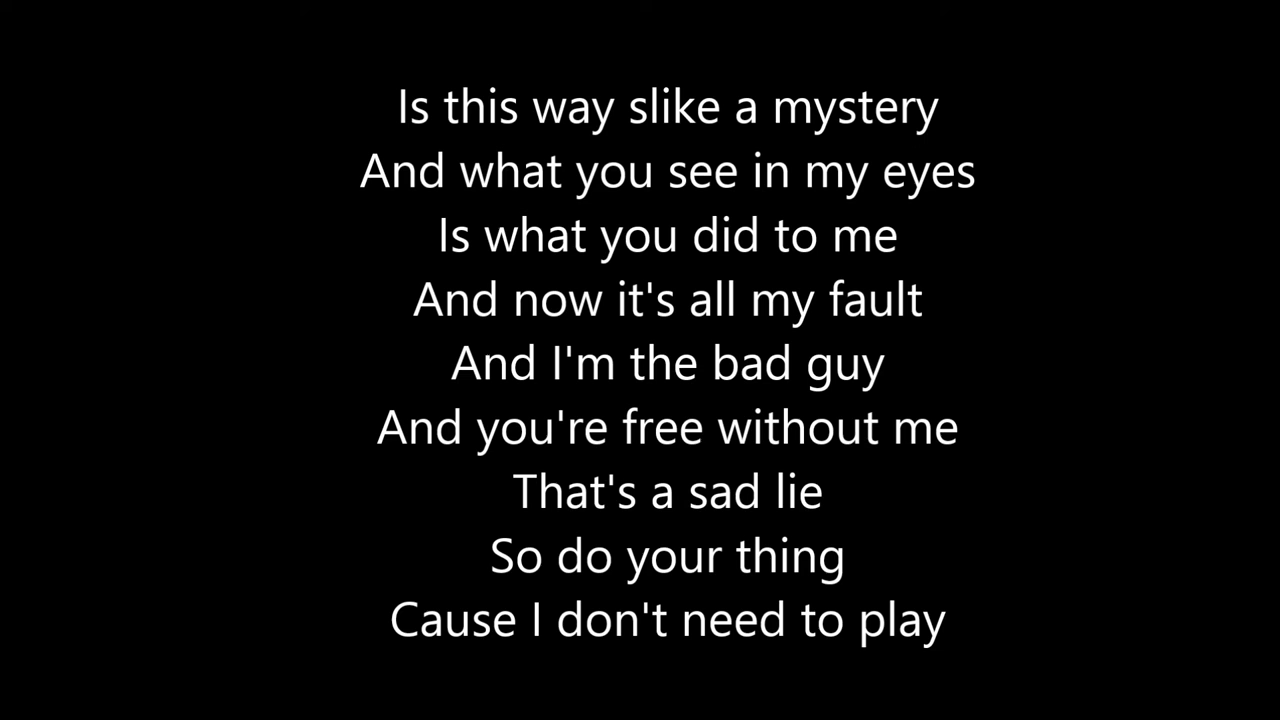 Is this way slike a mystery
And what you see in my eyes
Is what you did to me
And now it's all my fault
And I'm the bad guy
And you're free without me
That's a sad lie
So do your thing
Cause I don't need to play